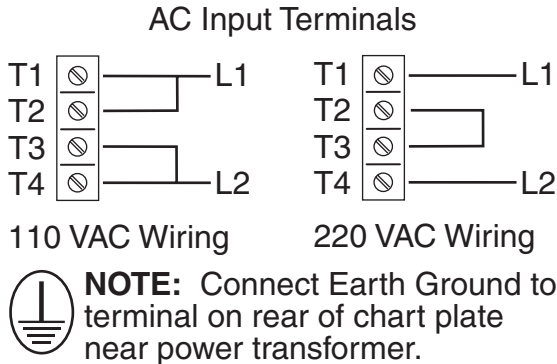 AC Input Terminals
T1 L1
T2
T3
T4 L2
110 VAC Wiring
T1 L1
T2
T3
T4 L2
220 VAC Wiring
NOTE: Connect Earth Ground to
terminal on rear of chart plate
near power transformer.